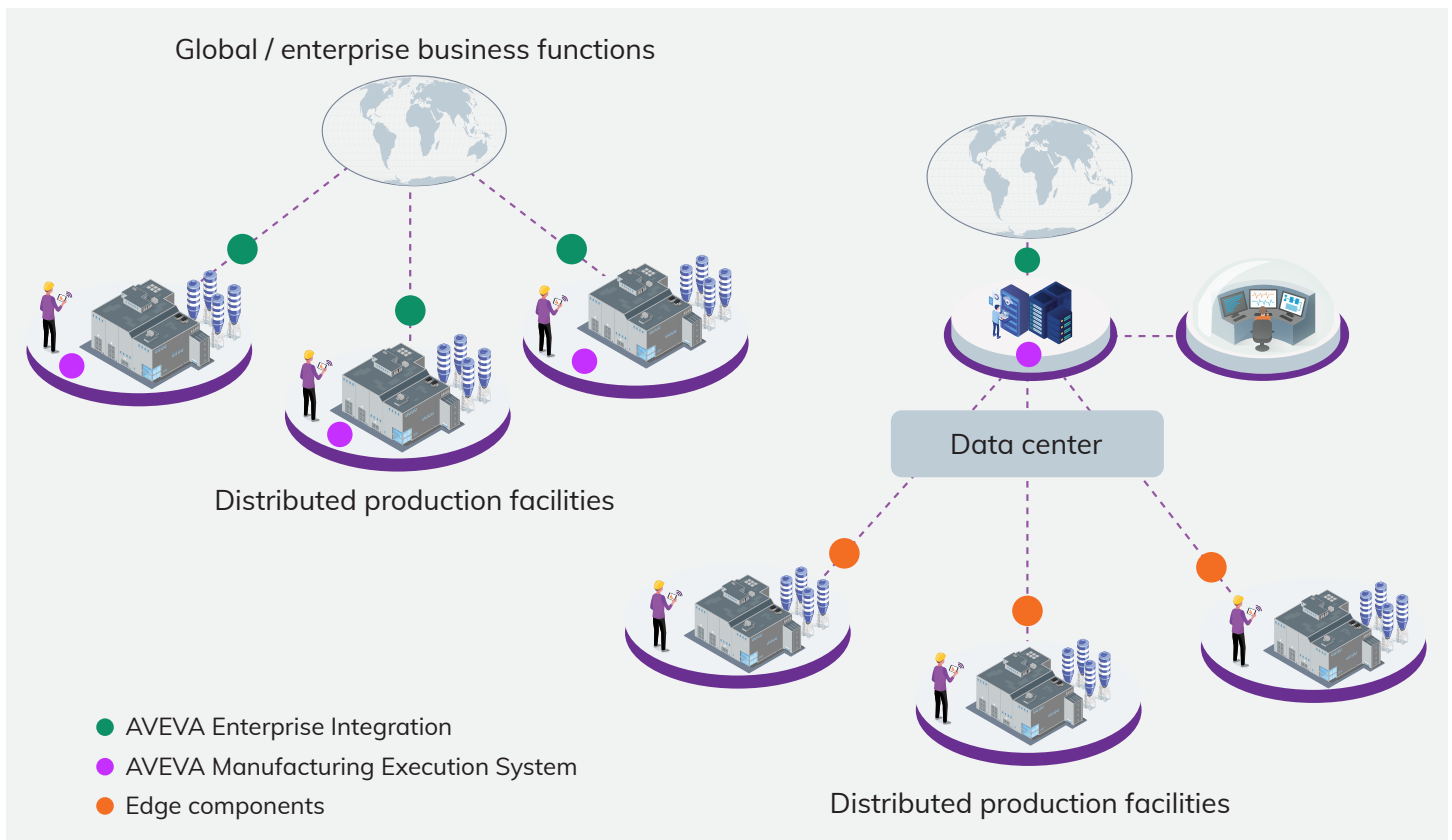 Global / enterprise business functions
Distributed production facilities
Data center
Distributed production facilities
AVEVA Enterprise Integration
AVEVA Manufacturing Execution System
Edge components